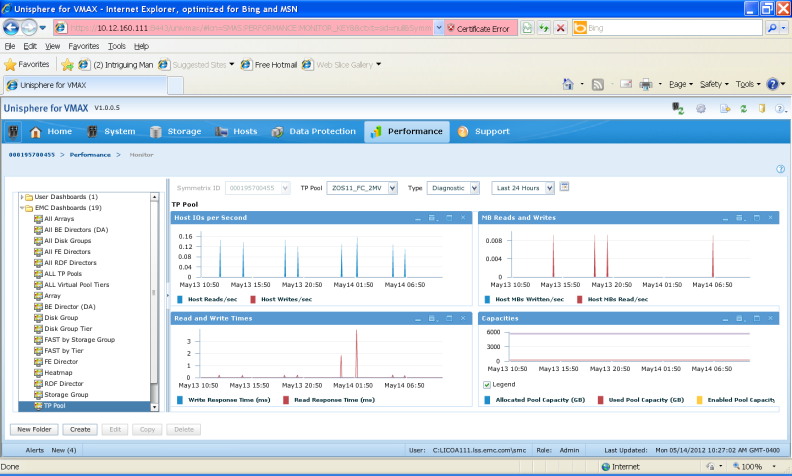 Unisphere for VMAX - Internet Explorer, optimized for Bing and MSN
10.12.160.111
Certificate Error
Bing
File Edit View Favorites Tools Help
Favorites (2) Intriguing Man Suggested Sites Free Hotmail Web Slice Gallery
Unisphere for VMAX
Page Safety Tools
Unisphere for VMAX V1.0.0.5
Home System Storage Hosts Data Protection Performance Support
000195700455 > Performance > Monitor
Symmetrix ID 000195700455 TP Pool ZOS11_FC_2MV Type Diagnostic Last 24 Hours
User Dashboards (1)
EMC Dashboards (19)
All Arrays
All BE Directors (DA)
All Disk Groups
All FE Directors
All RDF Directors
ALL TP Pools
ALL Virtual Pool Tiers
Array
BE Director (DA)
Disk Group
Disk Group Tier
FAST by Storage Group
FAST by Tier
FE Director
Heatmap
RDF Director
Storage Group
TP Pool
TP Pool
Host IOs per Second
0.16
0.12
0.08
0.04
0
May13 10:50 May13 15:50 May13 20:50 May14 01:50 May14 06:50
Host Reads/sec Host Writes/sec
MB Reads and Writes
0.008
0.004
0
May13 10:50 May13 15:50 May13 20:50 May14 01:50 May14 06:50
Host MBs Written/sec Host MBs Read/sec
Read and Write Times
3
2
1
0
May13 10:50 May13 15:50 May13 20:50 May14 01:50 May14 06:50
Write Response Time (ms) Read Response Time (ms)
Capacities
6000
3000
0
May13 10:50 May13 15:50 May13 20:50 May14 01:50 May14 06:50
Legend
Allocated Pool Capacity (GB) Used Pool Capacity (GB) Enabled Pool Capacity
New Folder Create Edit Copy Delete
Alerts New (4) User: C:LICOA111.lss.emc.com\smc Role: Admin Last Updated: Mon 05/14/2012 10:27:02 AM GMT-0400
Done Internet 100%